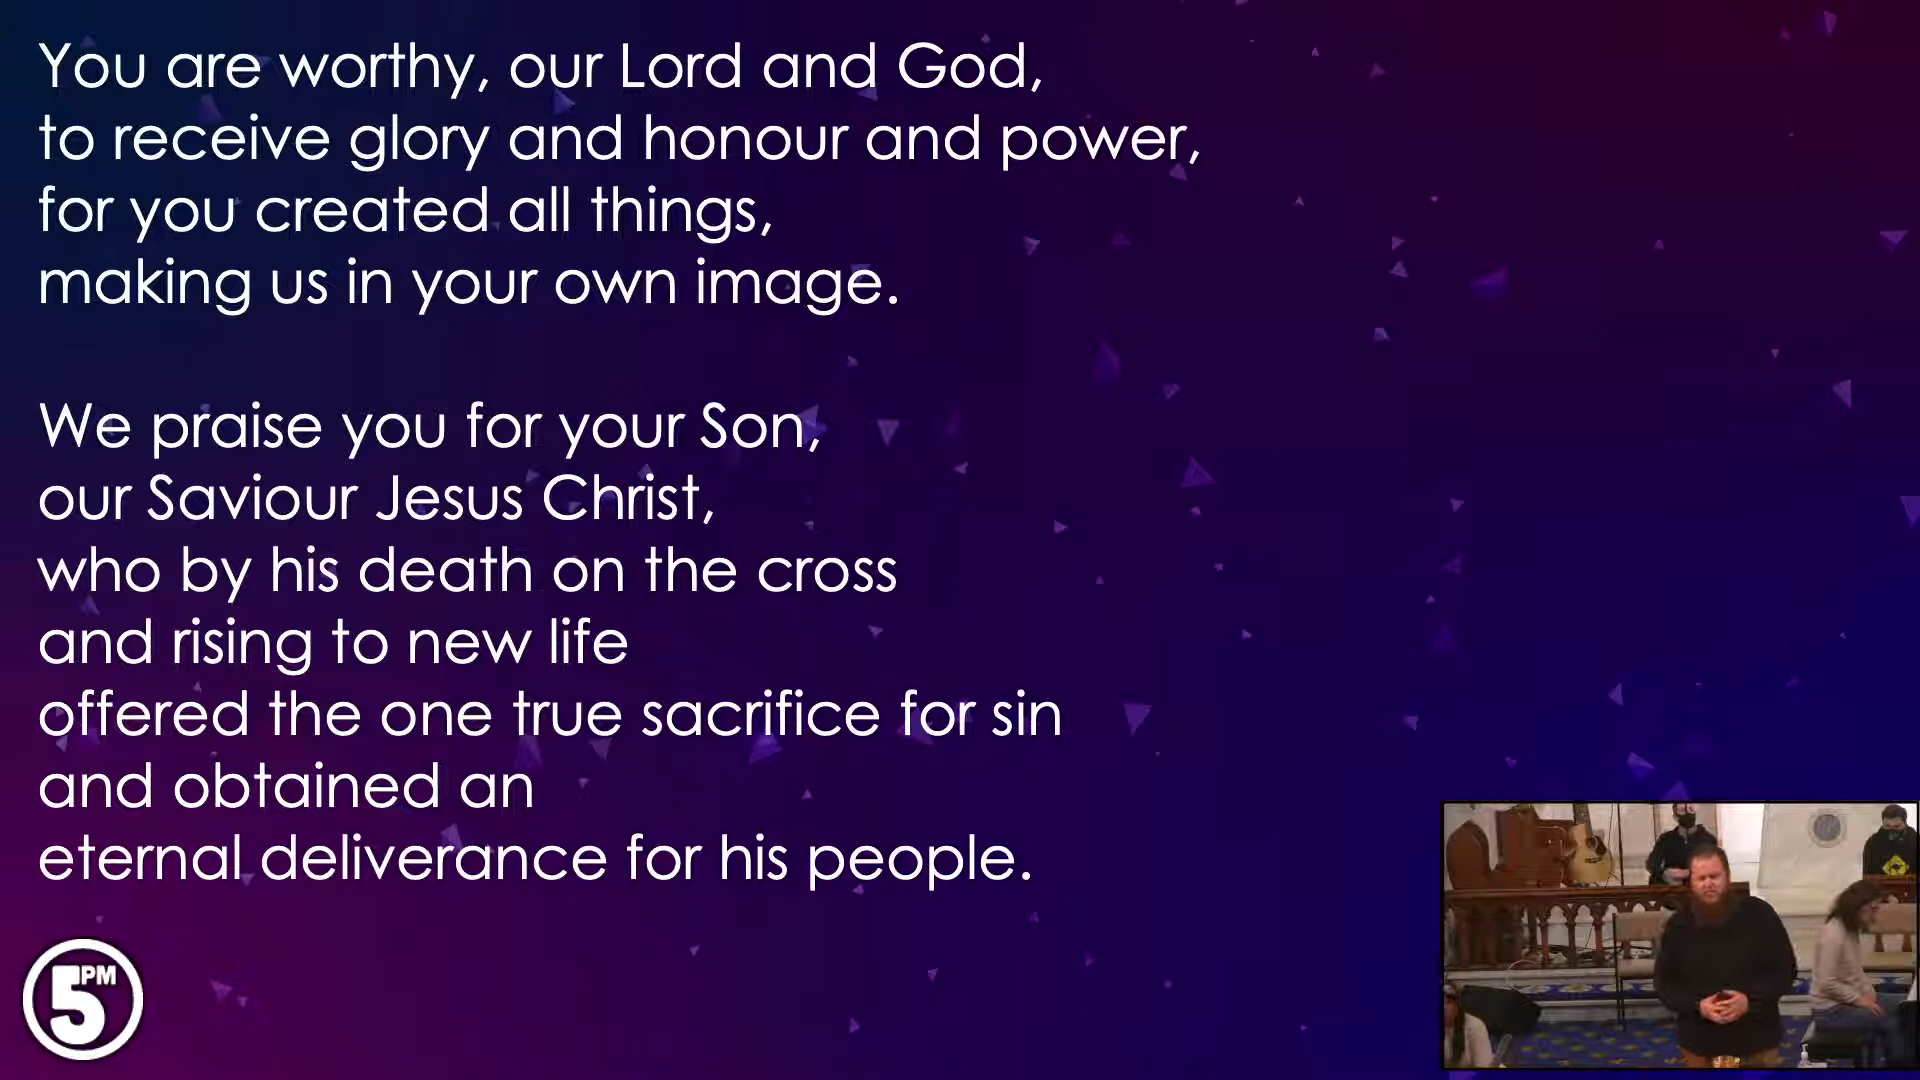 You are worthy, our Lord and God,
to receive glory and honour and power,
for you created all things,
making us in your own image.
We praise you for your Son,
our Saviour Jesus Christ,
who by his death on the cross
and rising to new life
offered the one true sacrifice for sin
and obtained an
eternal deliverance for his people.
5PM